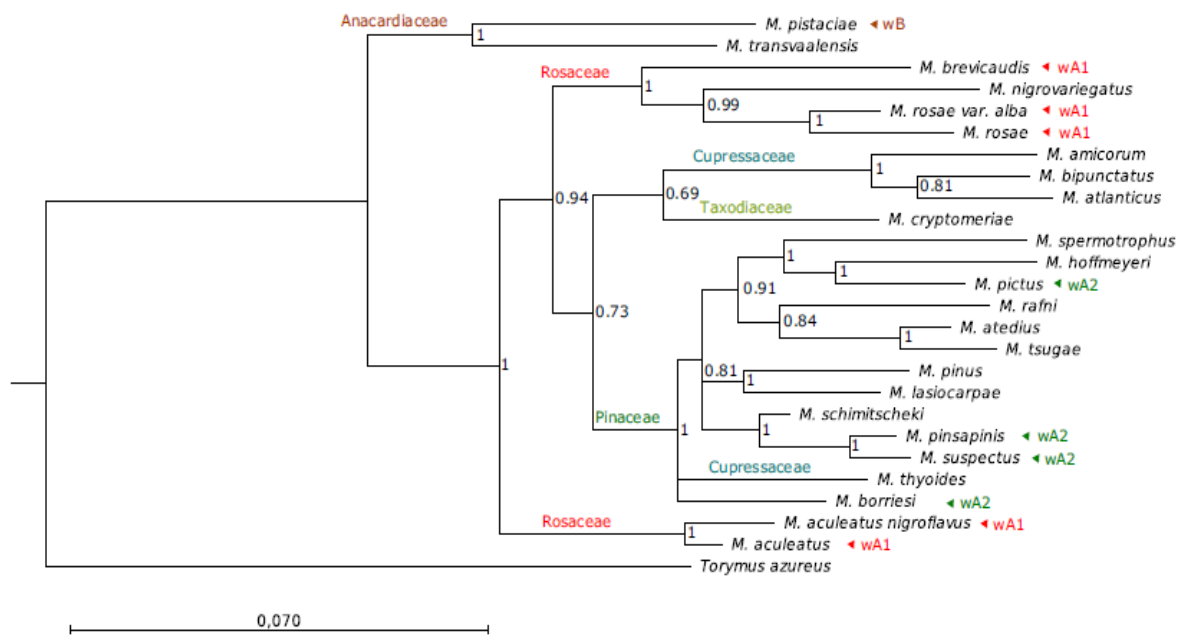 Anacardiaceae
M. pistaciae wB
1
M. transvaalensis
Rosaceae
M. brevicaudis wA1
1
M. nigrovariegatus
0.99
M. rosae var. alba wA1
1
M. rosae wA1
Cupressaceae
M. amicorum
1
M. bipunctatus
0.81
M. atlanticus
0.94
0.69
Taxodiaceae
M. cryptomeriae
M. spermotrophus
1
M. hoffmeyeri
1
M. pictus wA2
0.91
M. rafni
0.84
M. atedius
1
M. tsugae
0.73
1
0.81
M. pinus
1
M. lasiocarpae
Pinaceae
M. schimitscheki
1
1
M. pinsapinis wA2
1
M. suspectus wA2
Cupressaceae
M. thyoides
M. borriesi wA2
Rosaceae
M. aculeatus nigroflavus wA1
1
M. aculeatus wA1
Torymus azureus
0,070